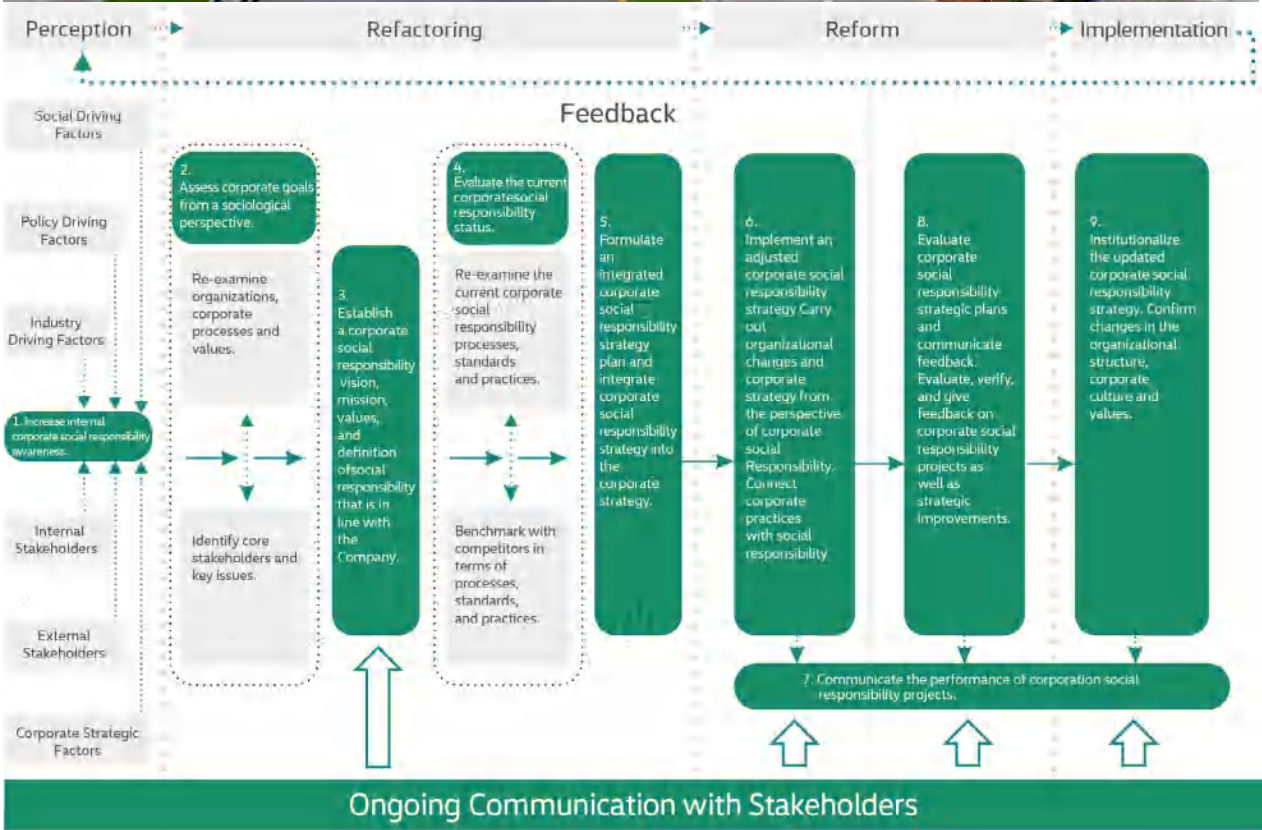 Perception
Refactoring
Reform
Implementation
Feedback
Social Driving
Factors
Policy Driving
Factors
Industry
Driving Factors
1. Increase internal
corporate social responsibility
awareness.
Internal
Stakeholders
External
Stakeholders
Corporate Strategic
Factors
2.
Assess corporate goals
from a sociological
perspective.
Re-examine
organizations,
corporate
processes and
values.
Identify core
stakeholders and
key issues.
3.
Establish
a corporate
social
responsibility
vision,
mission,
values,
and
definition
ofsocial
responsibility
that is in
line with
the
Company.
4.
Evaluate the current
corporatesocial
responsibility
status.
Re-examine the
current corporate
social
responsibility
processes,
standards
and practices.
Benchmark with
competitors in
terms of
processes,
standards,
and practices.
5.
Formulate
an
integrated
corporate
social
responsibility
strategy
plan and
integrate
corporate
social
responsibility
strategy into
the
corporate
strategy.
6.
Implement an
adjusted
corporate social
responsibility
strategy Carry
out
organizational
changes and
corporate
strategy from
the perspective
of corporate
social
Responsibility.
Connect
corporate
practices
with social
responsibility
8.
Evaluate
corporate
social
responsibility
strategic plans
and
communicate
feedback.
Evaluate, verify,
and give
feedback on
corporate social
responsibility
projects as
well as
strategic
Improvements.
9.
Institutionalize
the updated
corporate social
responsibility
strategy. Confirm
changes in the
organizational
structure,
corporate
culture and
values.
7. Communicate the performance of corporation social
responsibility projects.
Ongoing Communication with Stakeholders